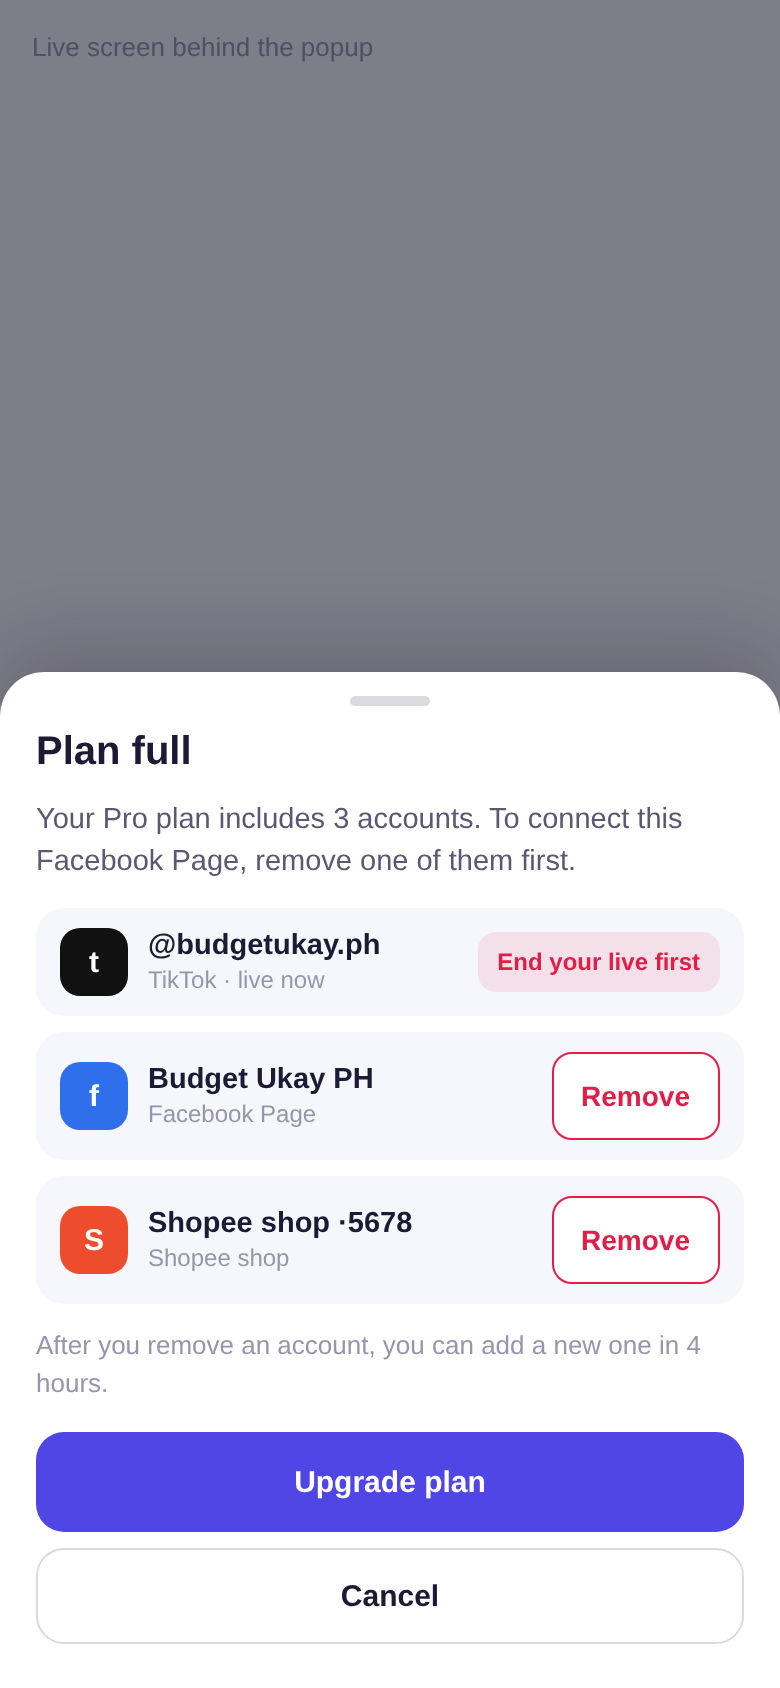 Live screen behind the popup
Plan full
Your Pro plan includes 3 accounts. To connect this
Facebook Page, remove one of them first.
t
@budgetukay.ph
TikTok · live now
End your live first
f
Budget Ukay PH
Facebook Page
Remove
S
Shopee shop ·5678
Shopee shop
Remove
After you remove an account, you can add a new one in 4
hours.
Upgrade plan
Cancel